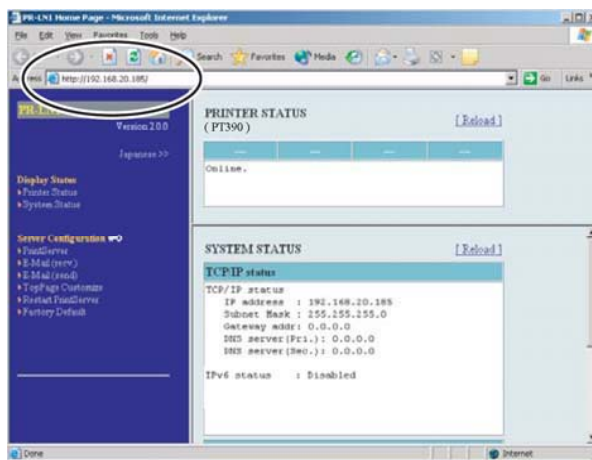 PR-LN1 Home Page - Microsoft Internet Explorer
File Edit View Favorites Tools Help
Search Favorites Media
http://192.168.20.185/
Go Links
Version 2.0.0
Japanese >>
Display Status
Printer Status
System Status
Server Configuration
PrintServer
E-Mail (recv.)
E-Mail (send)
TopPage Customize
Restart PrintServer
Factory Default
PRINTER STATUS
( PT390 )
[ Reload ]
--- --- --- ---
Online.
SYSTEM STATUS
[ Reload ]
TCP/IP status
TCP/IP status
IP address : 192.168.20.185
Subnet Mask : 255.255.255.0
Gateway addr: 0.0.0.0
DNS server(Pri.): 0.0.0.0
DNS server(Sec.): 0.0.0.0
IPv6 status : Disabled
Done
Internet